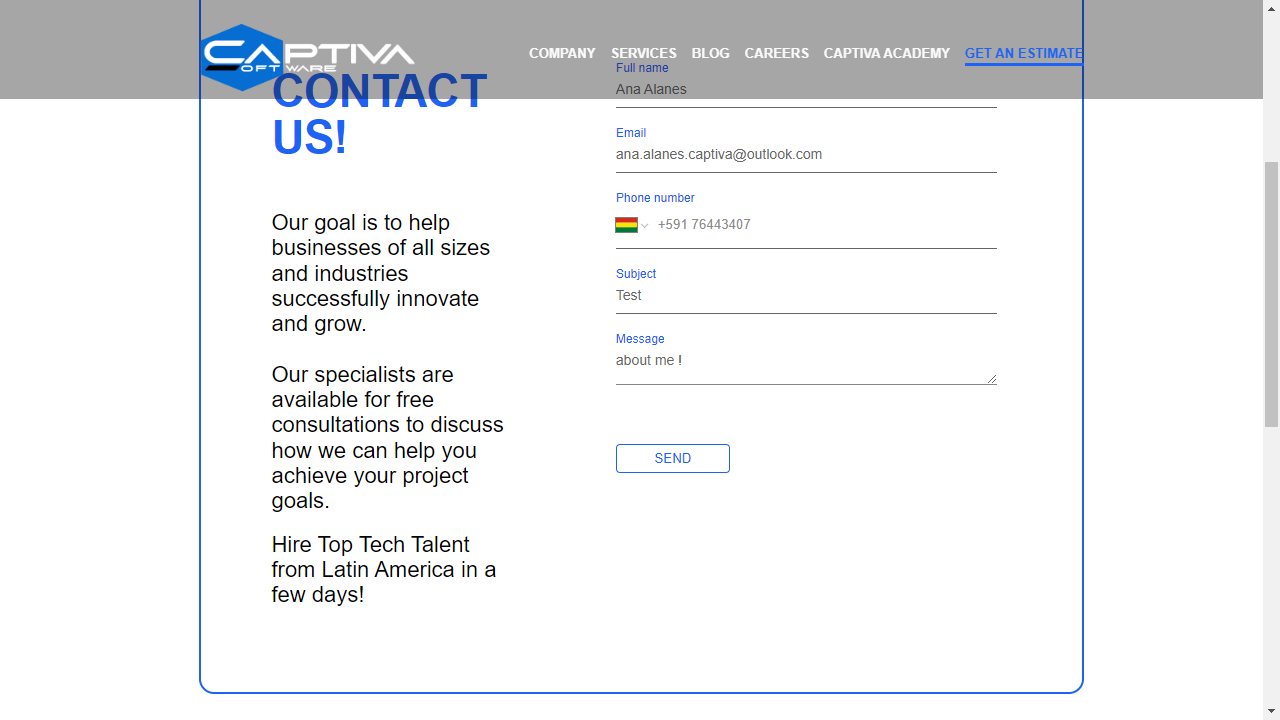 CAPTIVA
SOFTWARE
COMPANY SERVICES BLOG CAREERS CAPTIVA ACADEMY GET AN ESTIMATE
CONTACT
US!
Our goal is to help
businesses of all sizes
and industries
successfully innovate
and grow.
Our specialists are
available for free
consultations to discuss
how we can help you
achieve your project
goals.
Hire Top Tech Talent
from Latin America in a
few days!
Full name
Ana Alanes
Email
ana.alanes.captiva@outlook.com
Phone number
+591 76443407
Subject
Test
Message
about me !
SEND